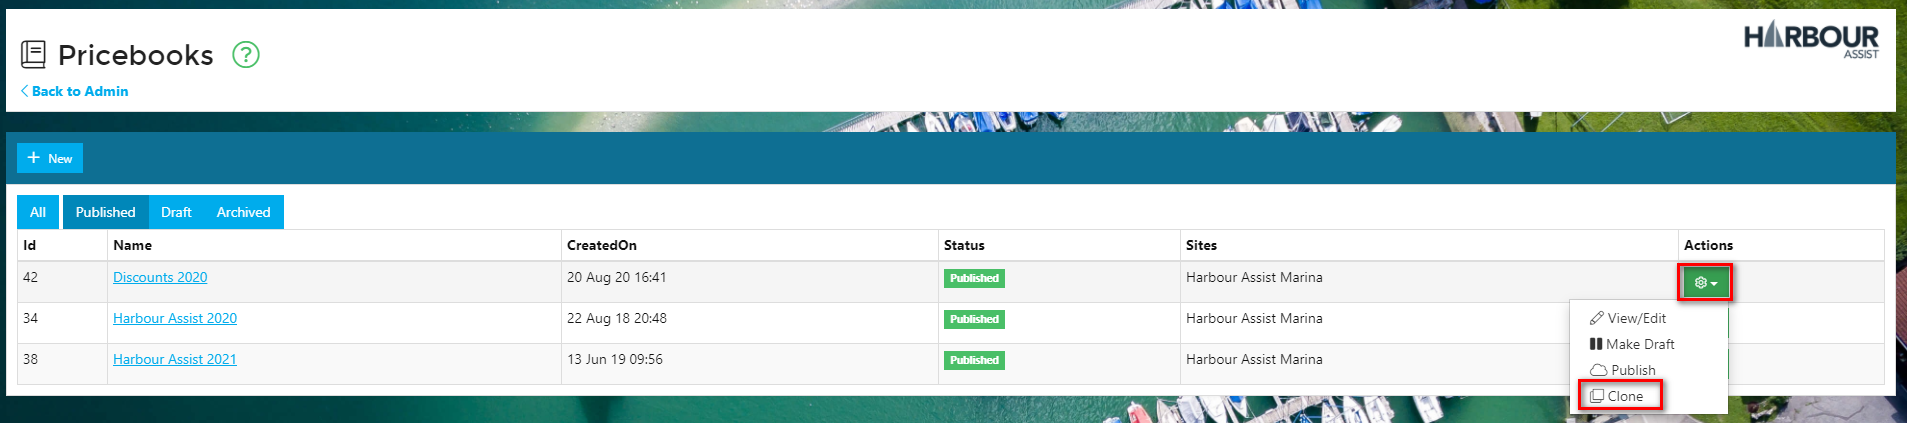 Pricebooks ?
HARBOUR
ASSIST
Back to Admin
+ New
All Published Draft Archived
Id Name CreatedOn Status Sites Actions
42 Discounts 2020 20 Aug 20 16:41 Published Harbour Assist Marina
34 Harbour Assist 2020 22 Aug 18 20:48 Published Harbour Assist Marina
38 Harbour Assist 2021 13 Jun 19 09:56 Published Harbour Assist Marina
View/Edit
Make Draft
Publish
Clone